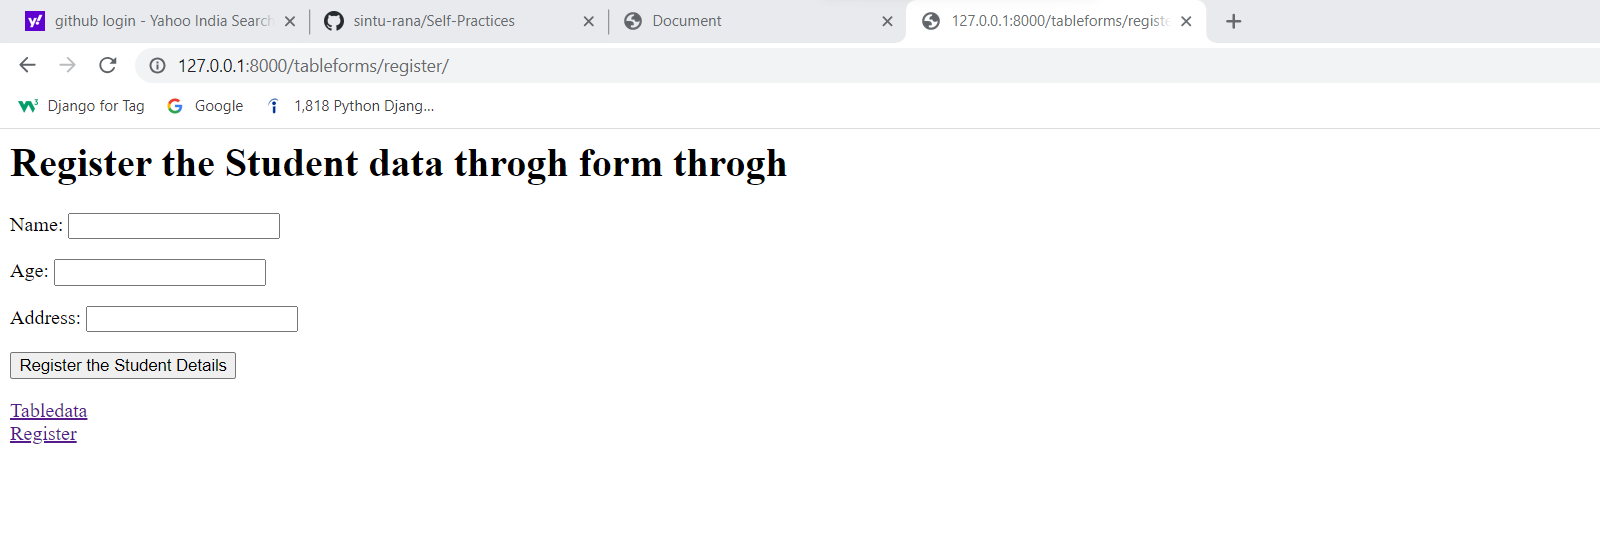 github login - Yahoo India Search
sintu-rana/Self-Practices
Document
127.0.0.1:8000/tableforms/registe
127.0.0.1:8000/tableforms/register/
Django for Tag
Google
1,818 Python Djang...
Register the Student data throgh form throgh
Name:
Age:
Address:
Register the Student Details
Tabledata
Register